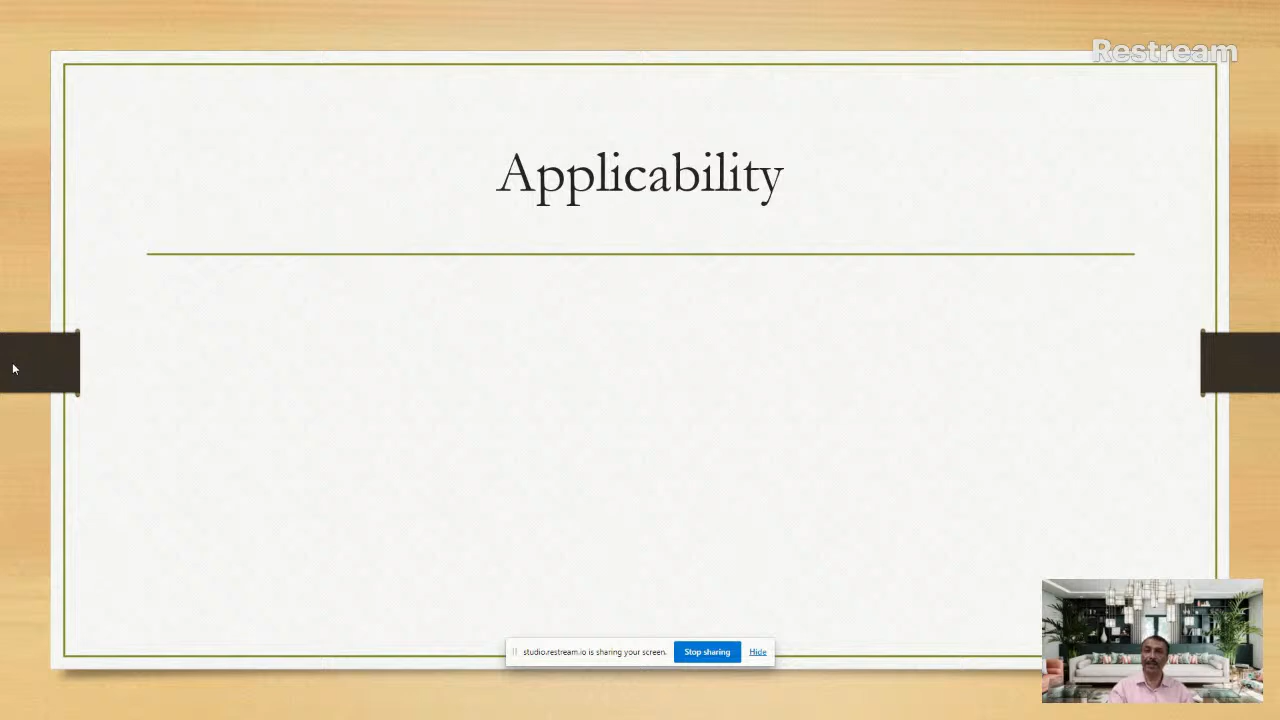 Restream
Applicability
studio.restream.io is sharing your screen.
Stop sharing
Hide